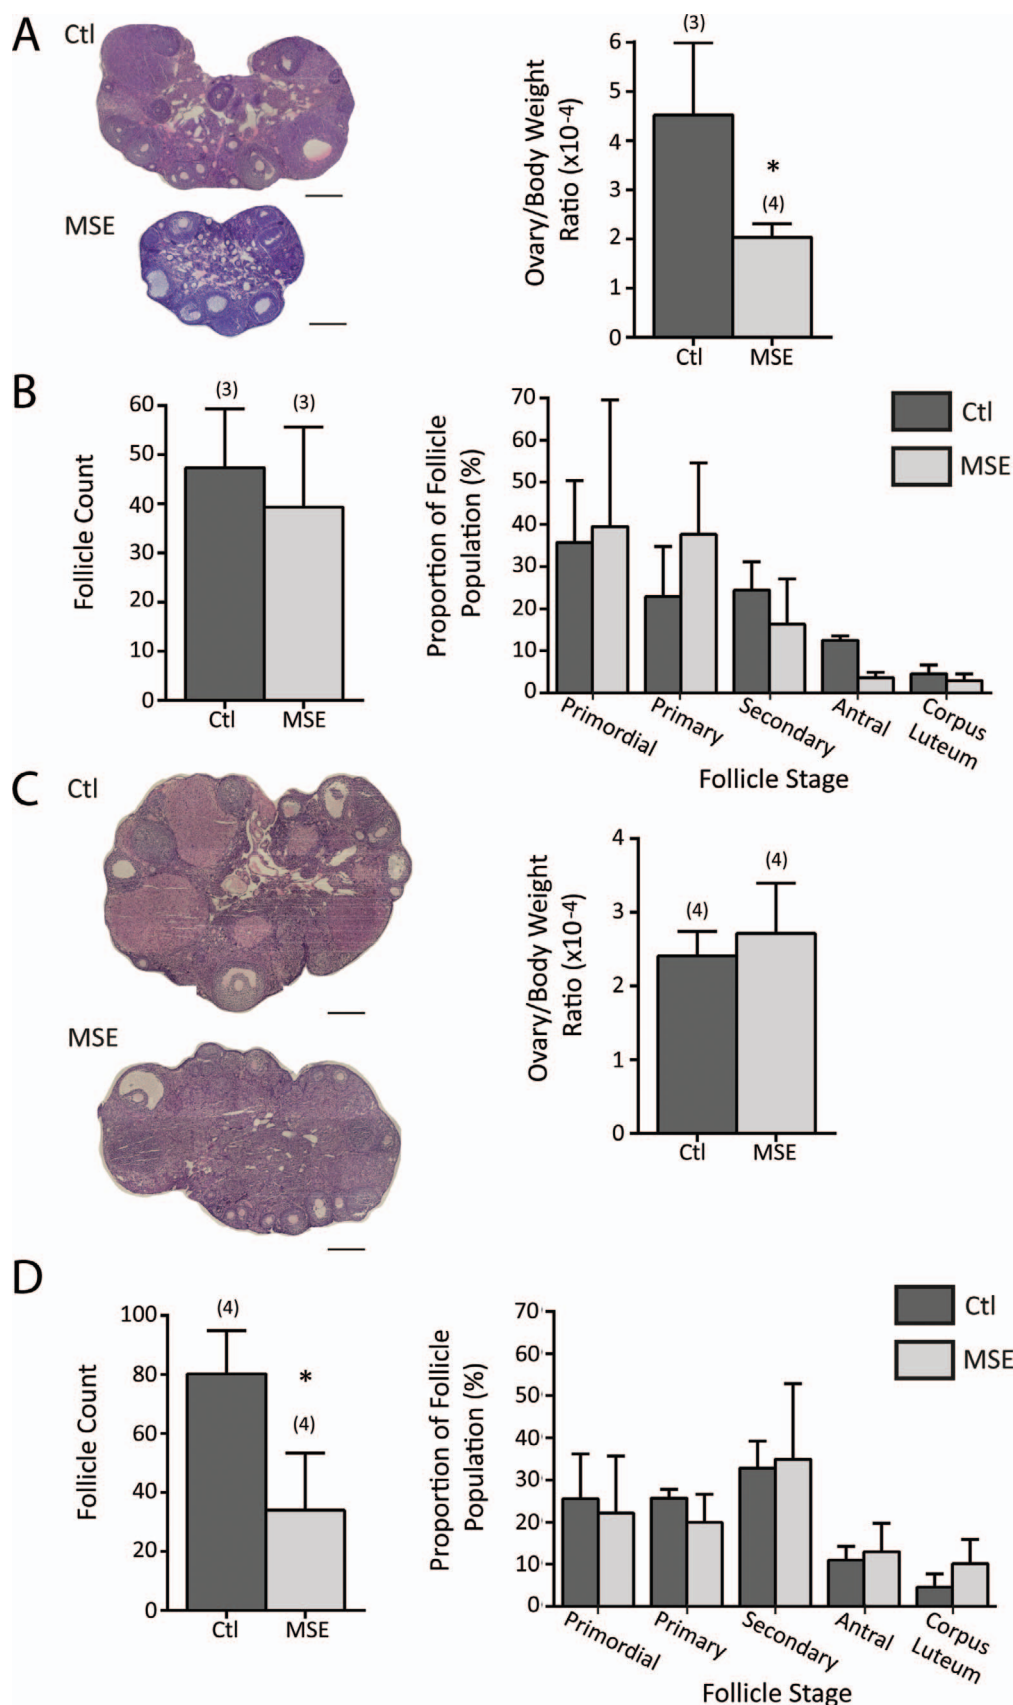 A
Ctl
MSE
Ovary/Body Weight
Ratio (x10-4)
6
5
4
3
2
1
0
(3)
*
(4)
Ctl
MSE
B
Follicle Count
60
50
40
30
20
10
0
(3)
(3)
Ctl
MSE
Proportion of Follicle
Population (%)
70
60
50
40
30
20
10
0
Ctl
MSE
Primordial
Primary
Secondary
Antral
Corpus
Luteum
Follicle Stage
C
Ctl
MSE
Ovary/Body Weight
Ratio (x10-4)
4
3
2
1
0
(4)
(4)
Ctl
MSE
D
Follicle Count
100
80
60
40
20
0
(4)
*
(4)
Ctl
MSE
Proportion of Follicle
Population (%)
70
60
50
40
30
20
10
0
Ctl
MSE
Primordial
Primary
Secondary
Antral
Corpus
Luteum
Follicle Stage